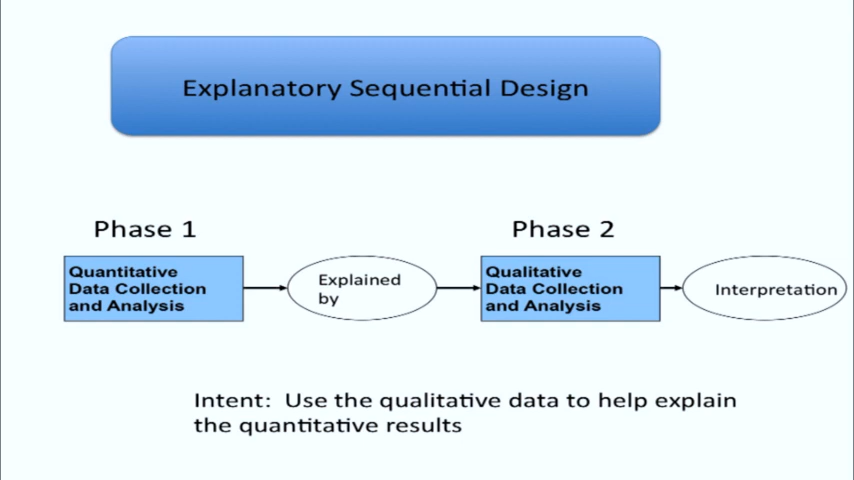 Explanatory Sequential Design
Phase 1
Phase 2
Quantitative
Data Collection
and Analysis
Explained
by
Qualitative
Data Collection
and Analysis
Interpretation
Intent:  Use the qualitative data to help explain
the quantitative results